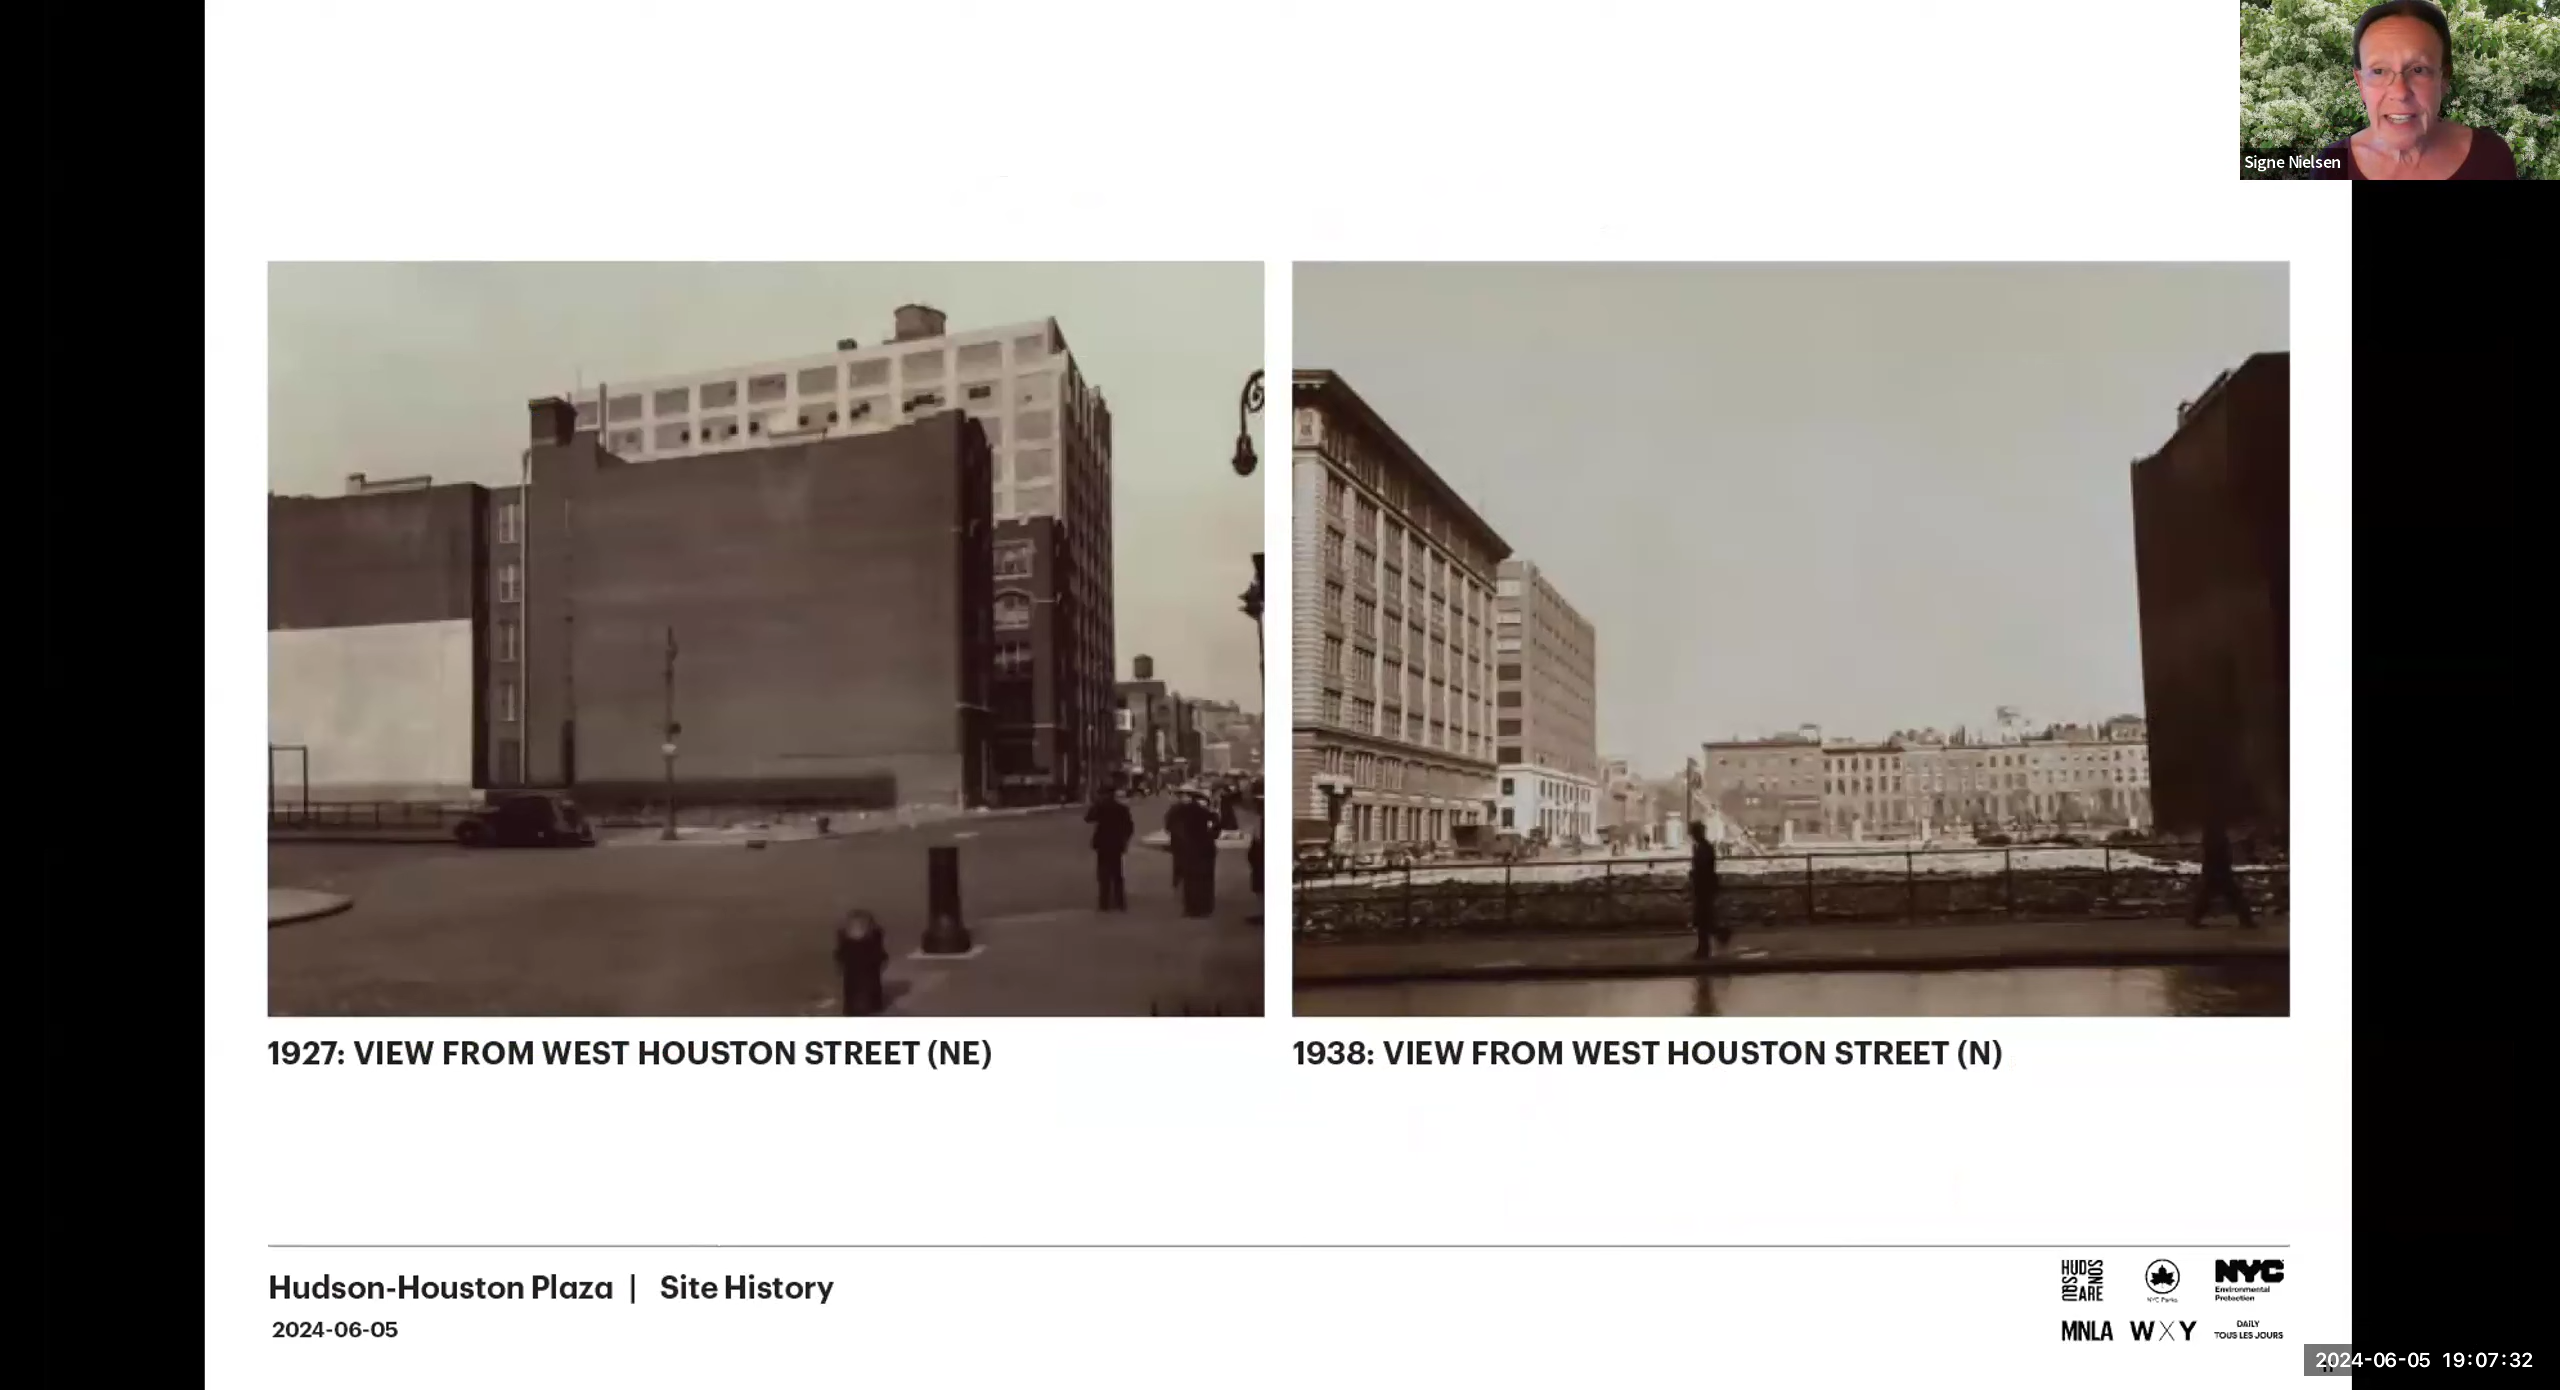 Signe Nielsen
1927: VIEW FROM WEST HOUSTON STREET (NE)
1938: VIEW FROM WEST HOUSTON STREET (N)
Hudson-Houston Plaza | Site History
2024-06-05
HUDSON SQUARE
NYC Parks
NYC
Environmental
Protection
MNLA
WXY
DAILY
TOUS LES JOURS
2024-06-05 19:07:32